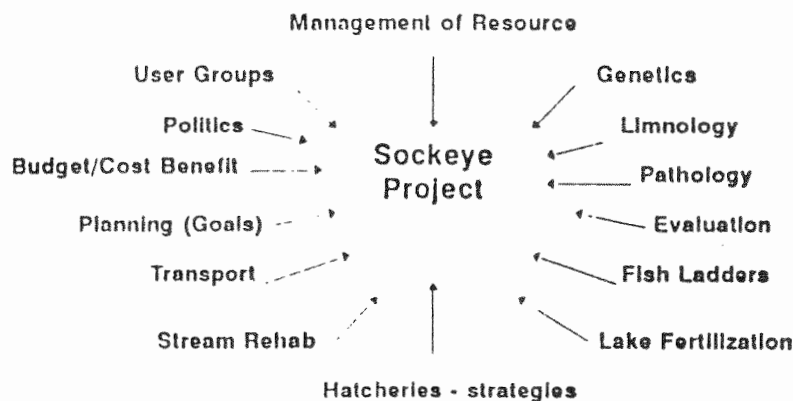 Management of Resource
User Groups
Genetics
Politics
Limnology
Budget/Cost Benefit
Sockeye
Project
Pathology
Planning (Goals)
Evaluation
Transport
Fish Ladders
Stream Rehab
Lake Fertilization
Hatcheries - strategies